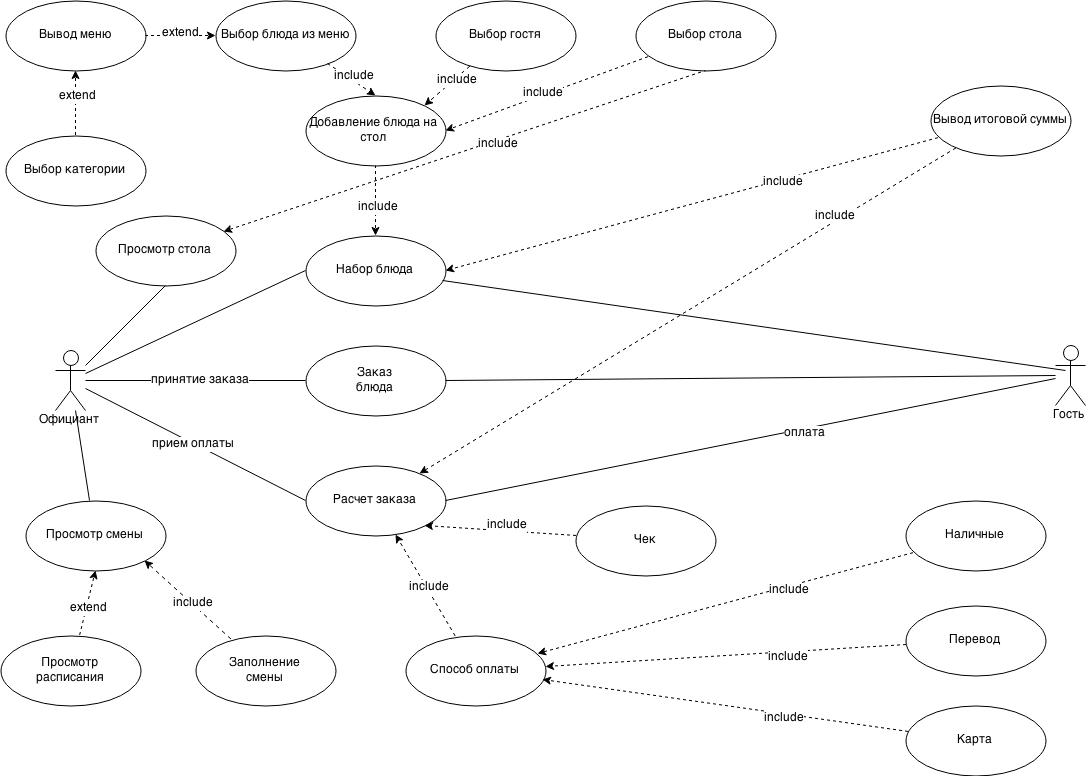 Вывод меню
extend
Выбор блюда из меню
Выбор гостя
Выбор стола
include
include
include
extend
Добавление блюда на
стол
include
Вывод итоговой суммы
Выбор категории
include
include
include
Просмотр стола
Набор блюда
принятие заказа
Заказ
блюда
Официант
Гость
прием оплаты
оплата
Расчет заказа
include
Чек
Просмотр смены
Наличные
extend
include
include
include
Просмотр
расписания
Заполнение
смены
Способ оплаты
include
Перевод
include
Карта